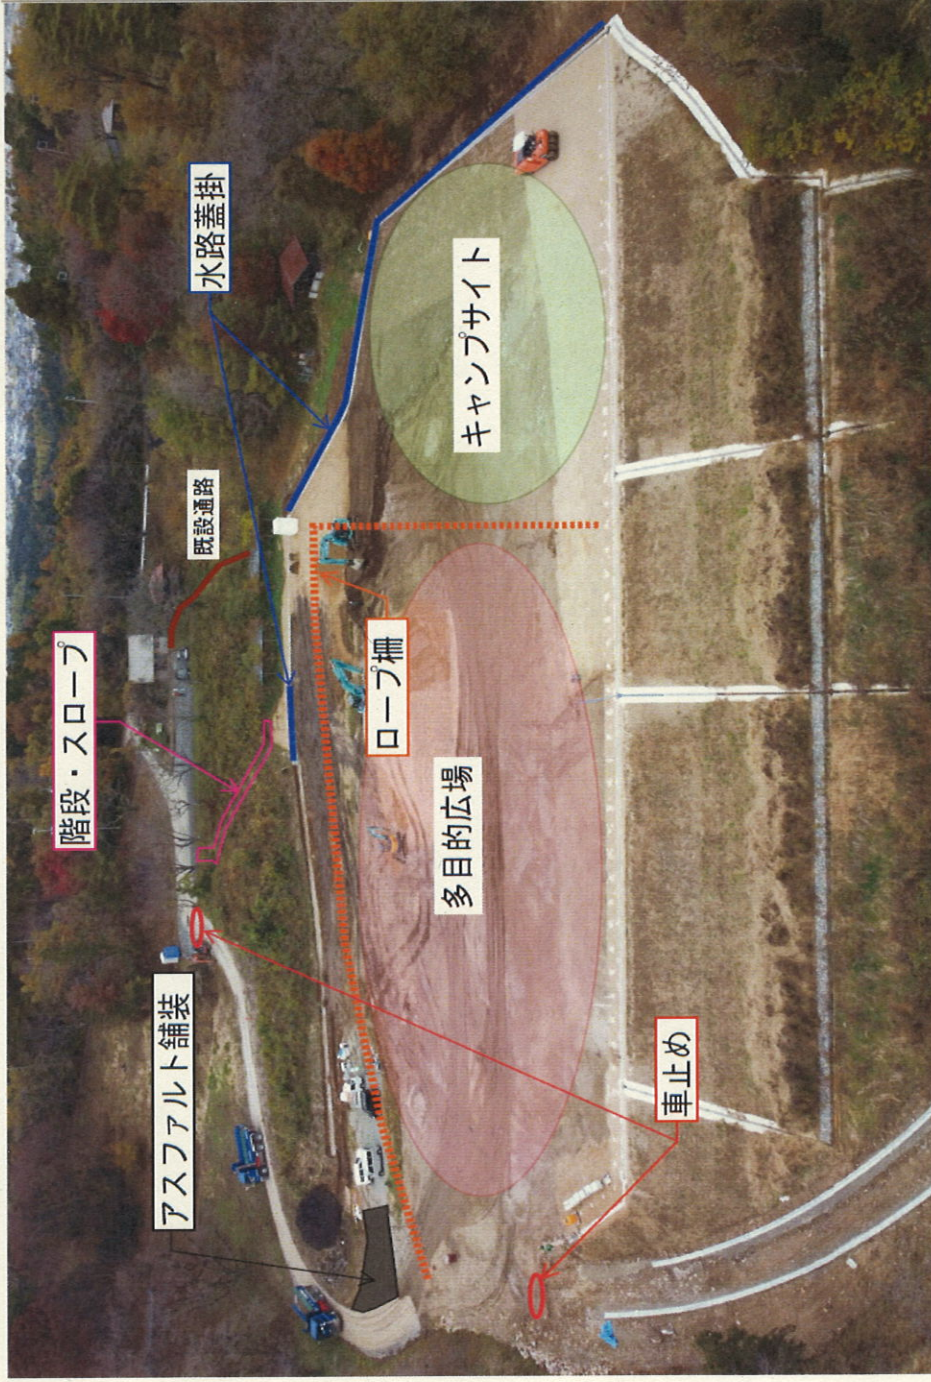 アスファルト舗装
階段・スロープ
既設通路
水路蓋掛
車止め
ロープ柵
多目的広場
キャンプサイト